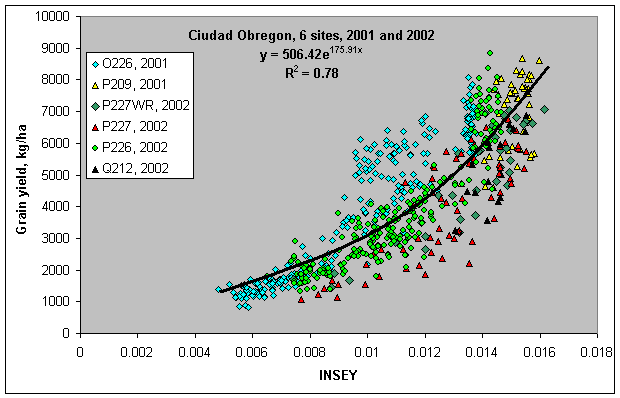 Ciudad Obregon, 6 sites, 2001 and 2002
y = 506.42e^175.91x
R² = 0.78
O226, 2001
P209, 2001
P227WR, 2002
P227, 2002
P226, 2002
Q212, 2002
Grain yield, kg/ha
10000
9000
8000
7000
6000
5000
4000
3000
2000
1000
0
0 0.002 0.004 0.006 0.008 0.01 0.012 0.014 0.016 0.018
INSEY